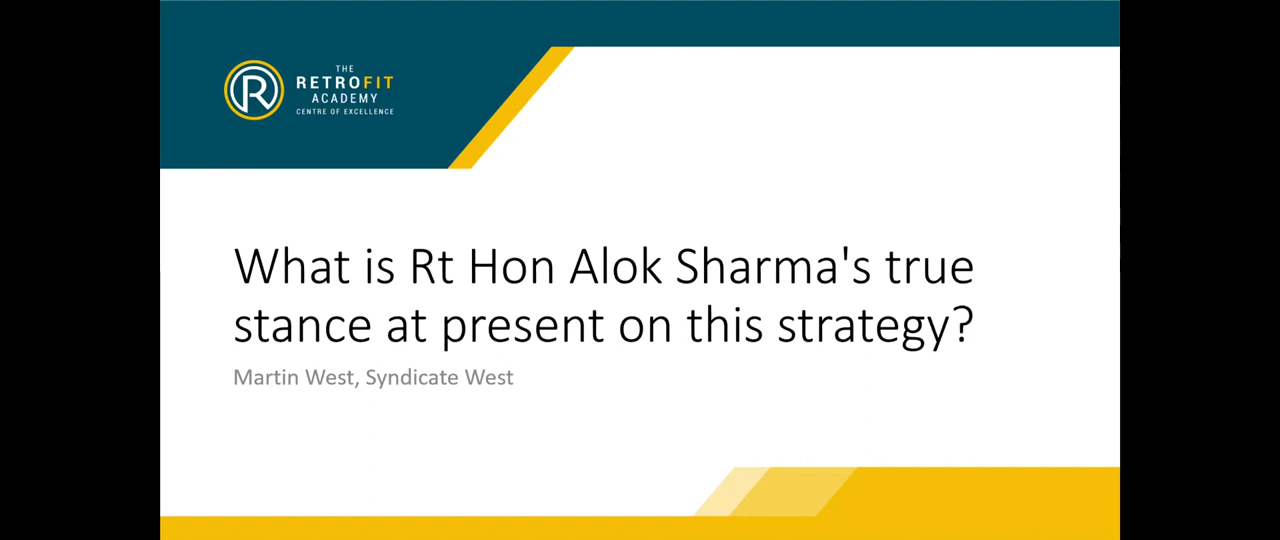 THE
RETROFIT
ACADEMY
CENTRE OF EXCELLENCE
What is Rt Hon Alok Sharma's true
stance at present on this strategy?
Martin West, Syndicate West